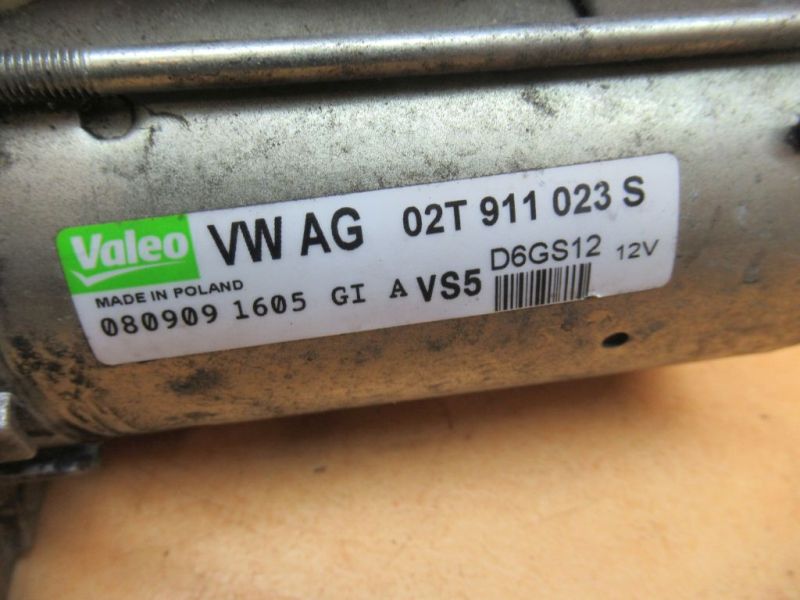 Valeo VW AG 02T 911 023 S
MADE IN POLAND D6GS12 12V
080909 1605 GI A VS5